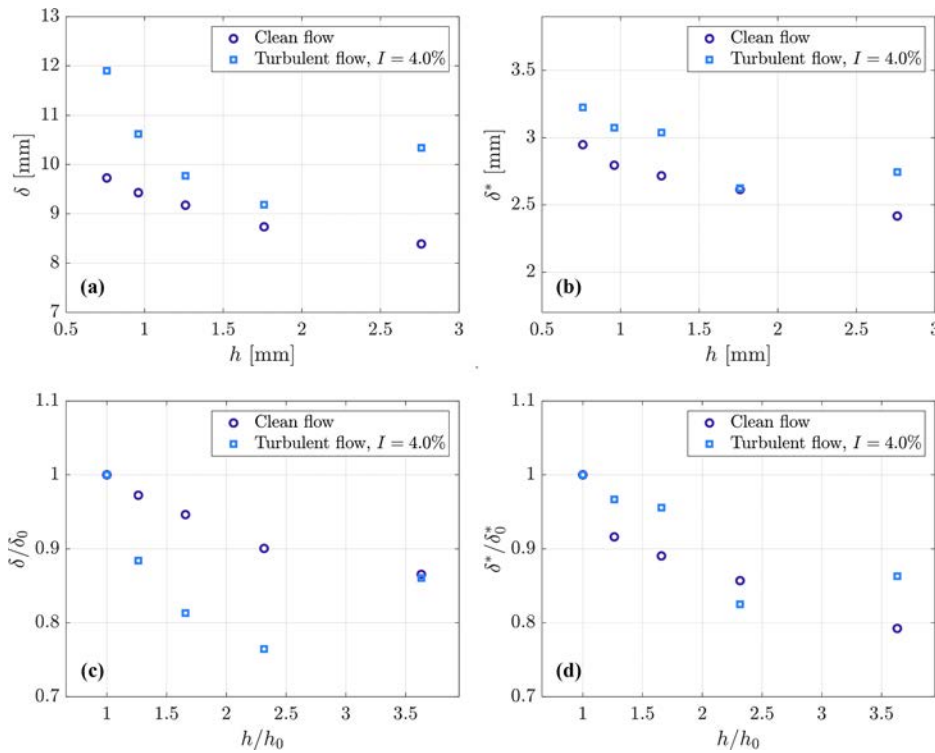 13
12
11
10
9
8
7
δ [mm]
Clean flow
Turbulent flow, I = 4.0%
(a)
0.5 1 1.5 2 2.5 3
h [mm]
3.5
3
2.5
2
δ* [mm]
Clean flow
Turbulent flow, I = 4.0%
(b)
0.5 1 1.5 2 2.5 3
h [mm]
1.1
1
0.9
0.8
0.7
δ/δ0
Clean flow
Turbulent flow, I = 4.0%
(c)
1 1.5 2 2.5 3 3.5
h/h0
1.1
1
0.9
0.8
0.7
δ*/δ0*
Clean flow
Turbulent flow, I = 4.0%
(d)
1 1.5 2 2.5 3 3.5
h/h0